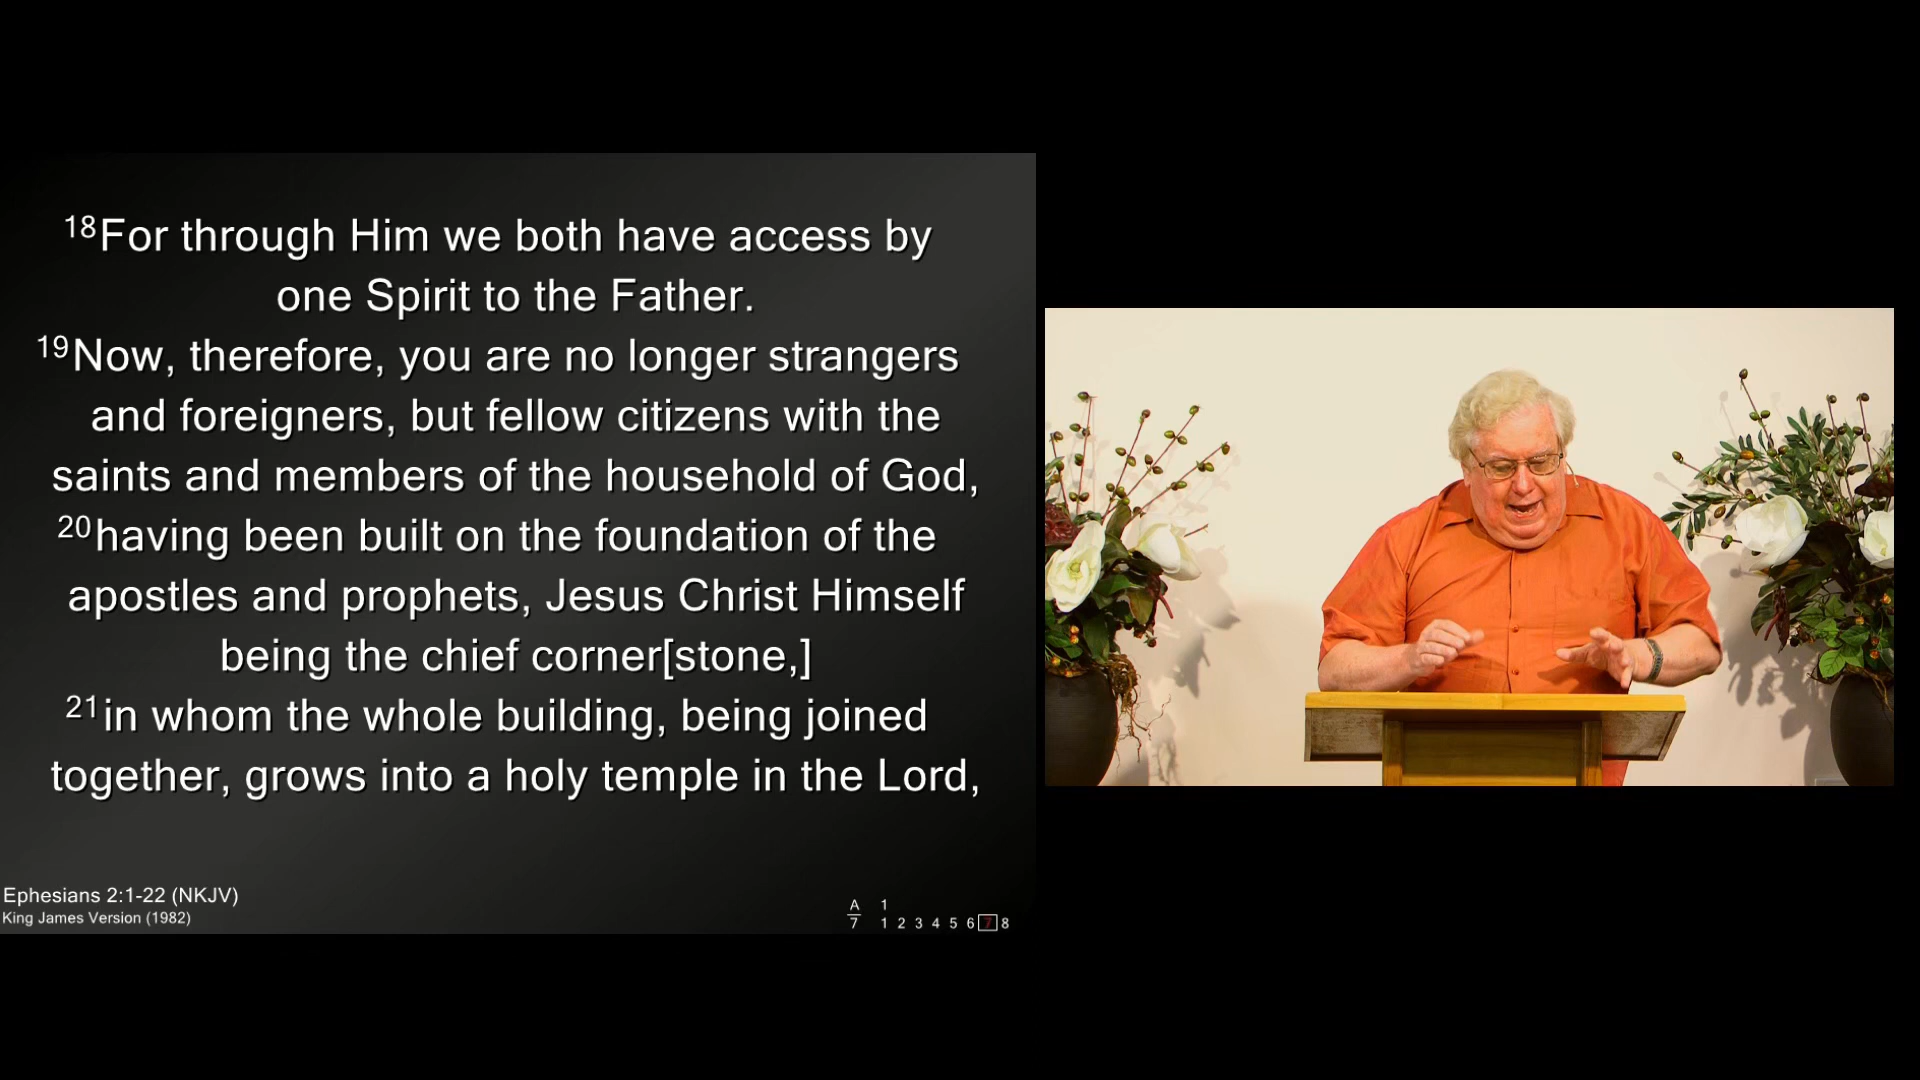 18For through Him we both have access by
one Spirit to the Father.
19Now, therefore, you are no longer strangers
and foreigners, but fellow citizens with the
saints and members of the household of God,
20having been built on the foundation of the
apostles and prophets, Jesus Christ Himself
being the chief corner[stone,]
21in whom the whole building, being joined
together, grows into a holy temple in the Lord,
Ephesians 2:1-22 (NKJV)
King James Version (1982)
A 1
7 1 2 3 4 5 6 7 8